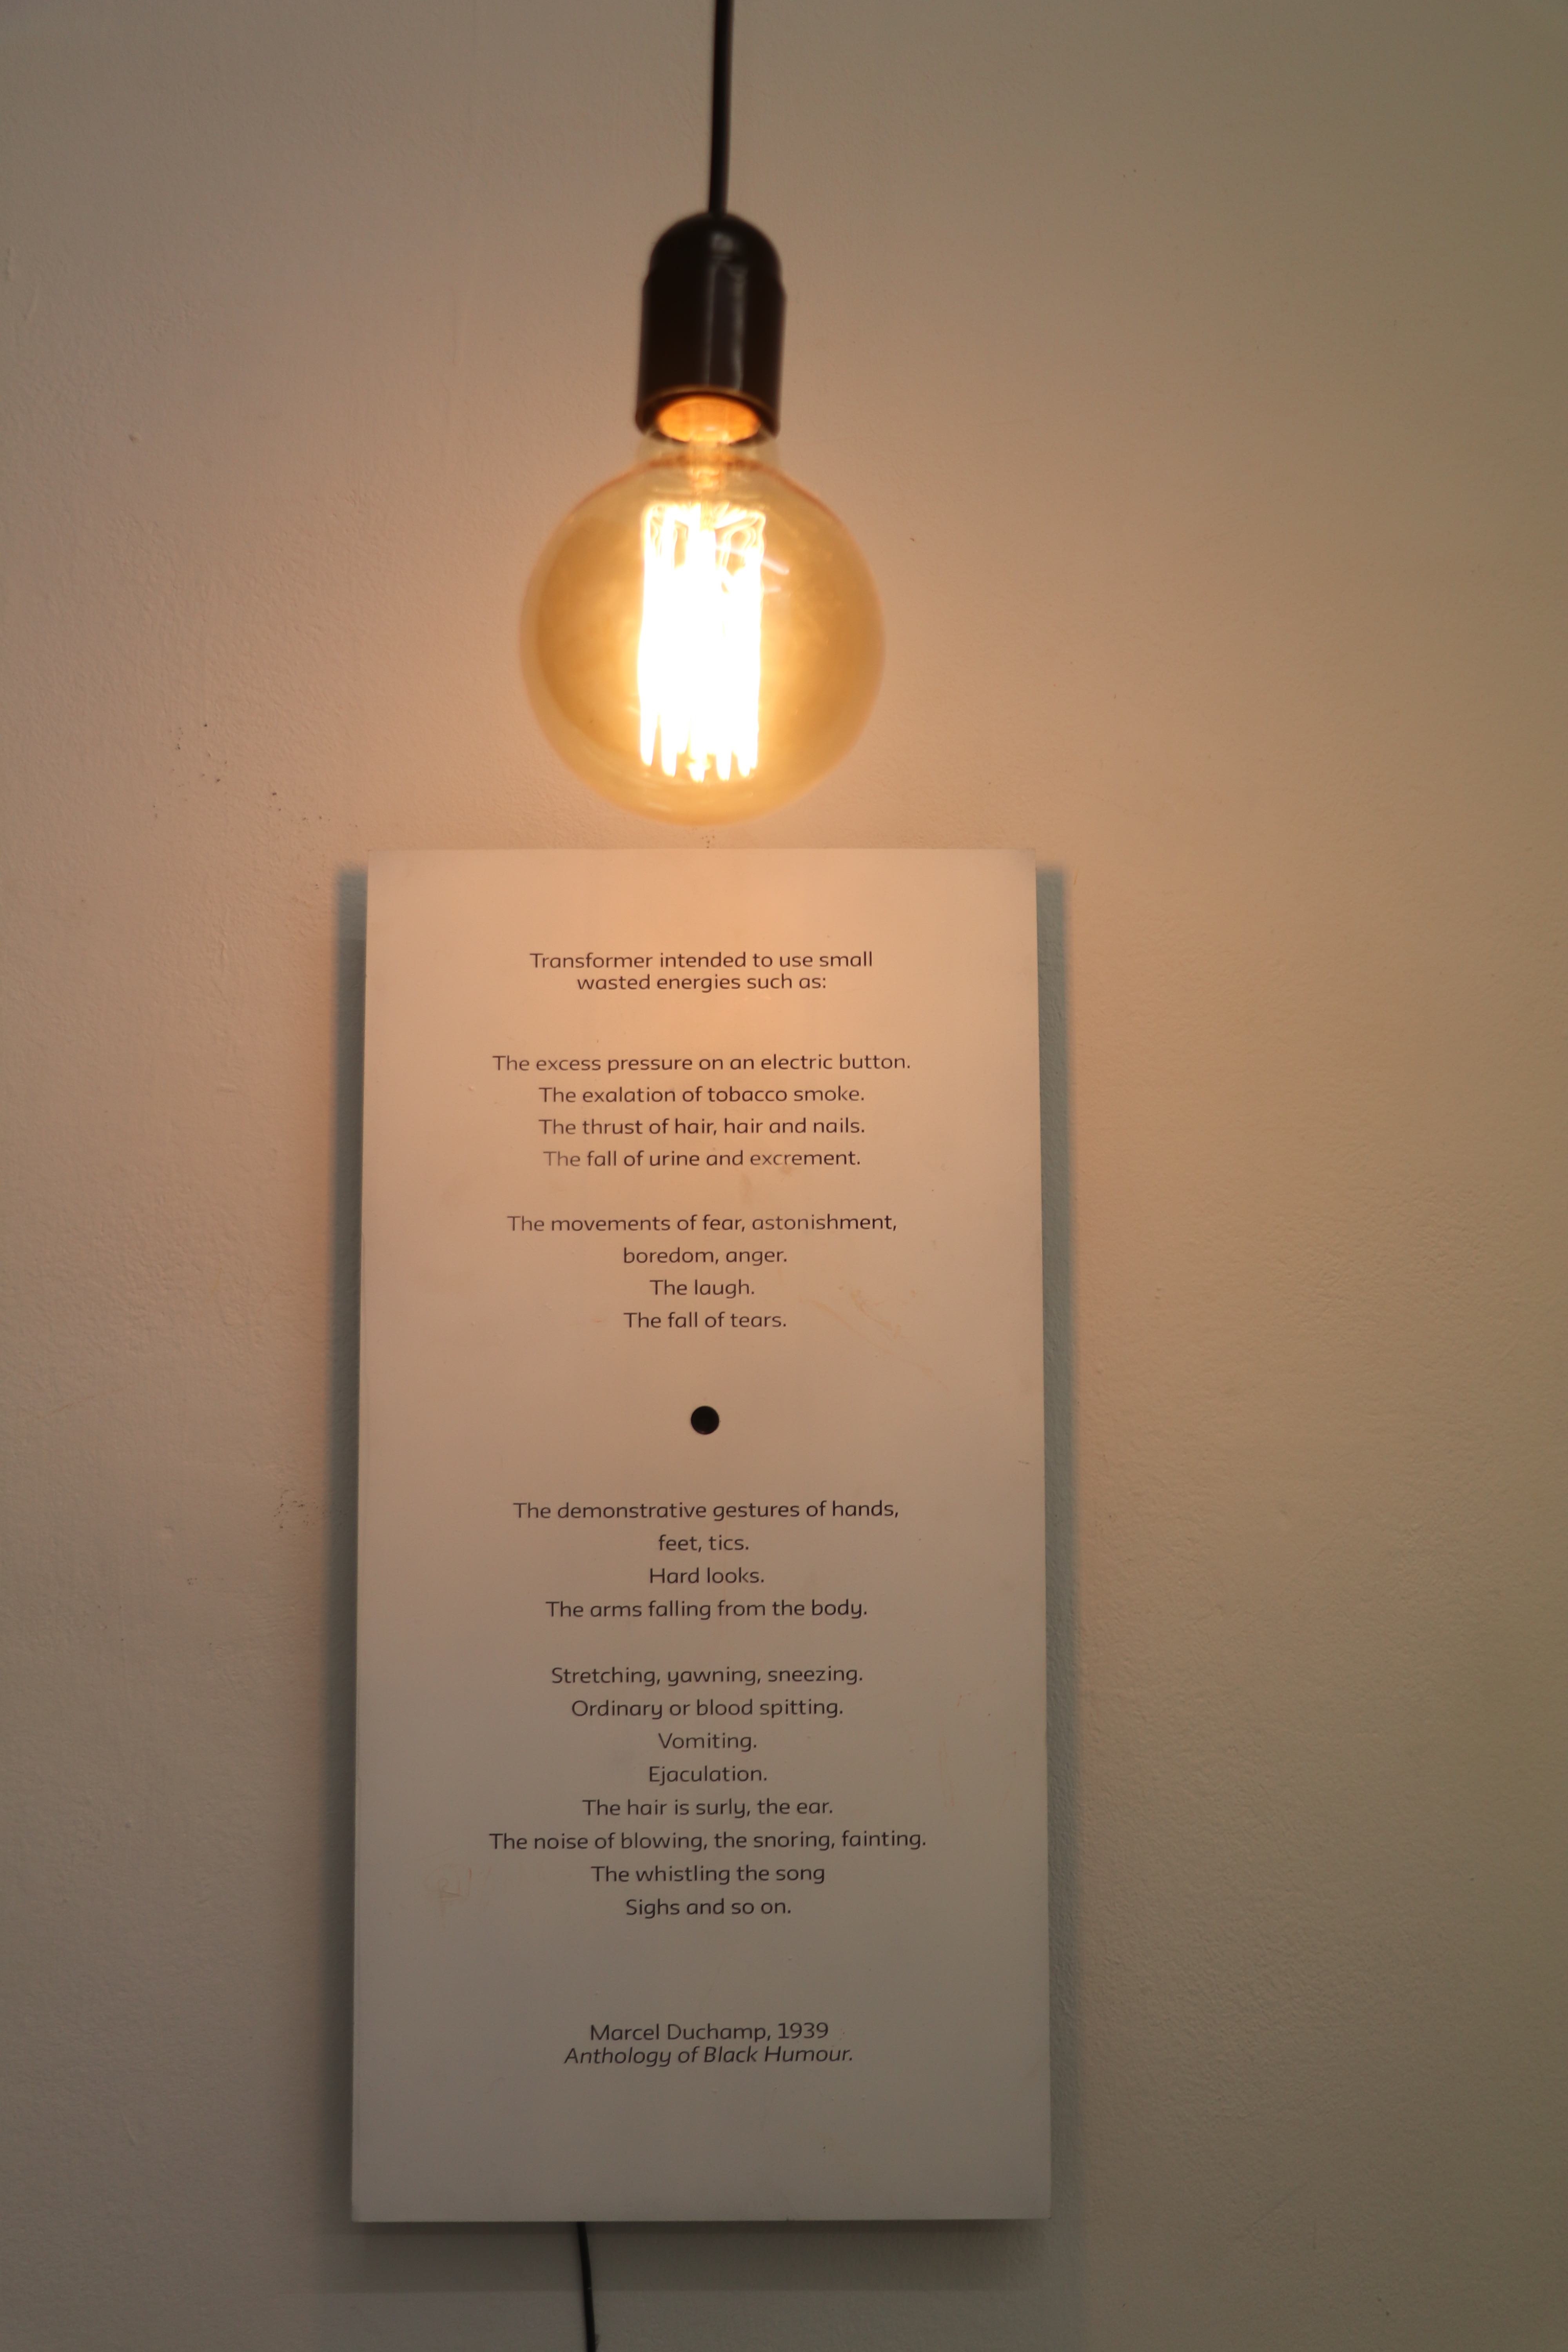 Transformer intended to use small
wasted energies such as:
The excess pressure on an electric button.
The exalation of tobacco smoke.
The thrust of hair, hair and nails.
The fall of urine and excrement.
The movements of fear, astonishment,
boredom, anger.
The laugh.
The fall of tears.
The demonstrative gestures of hands,
feet, tics.
Hard looks.
The arms falling from the body.
Stretching, yawning, sneezing.
Ordinary or blood spitting.
Vomiting.
Ejaculation.
The hair is surly, the ear.
The noise of blowing, the snoring, fainting.
The whistling the song
Sighs and so on.
Marcel Duchamp, 1939
Anthology of Black Humour.